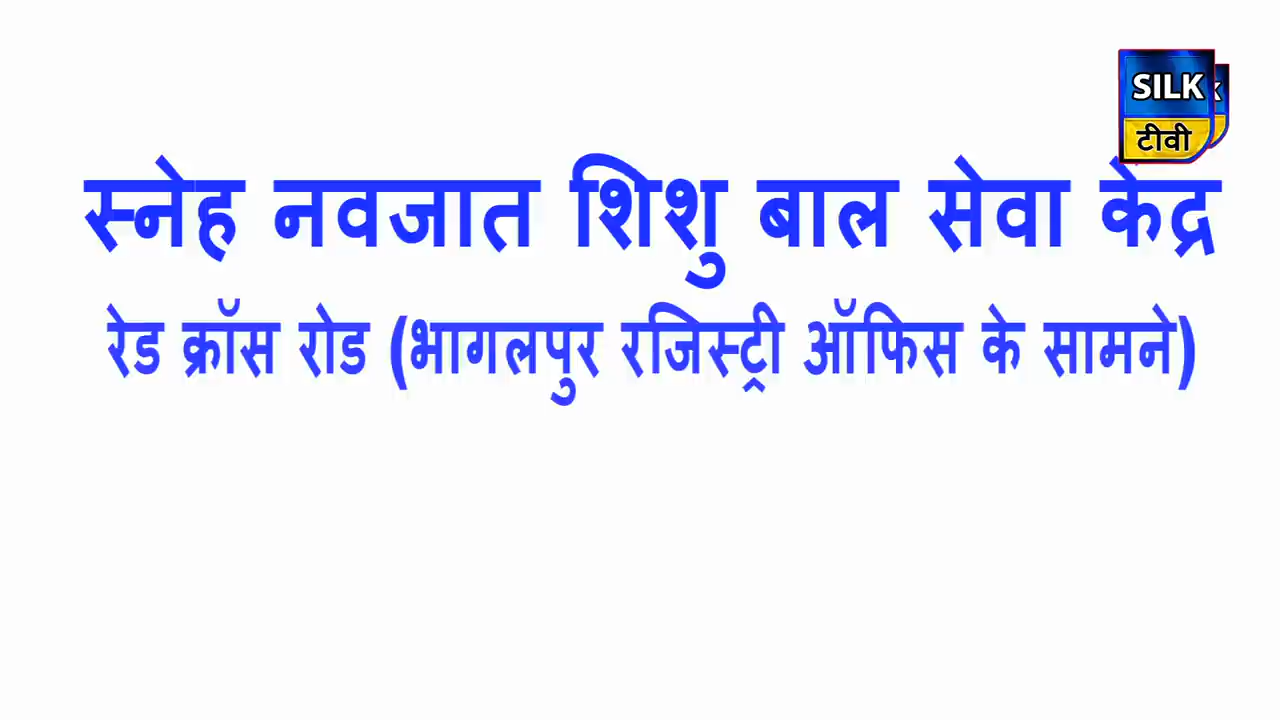 SILK
टीवी
स्नेह नवजात शिशु बाल सेवा केंद्र
रेड क्रॉस रोड (भागलपुर रजिस्ट्री ऑफिस के सामने)